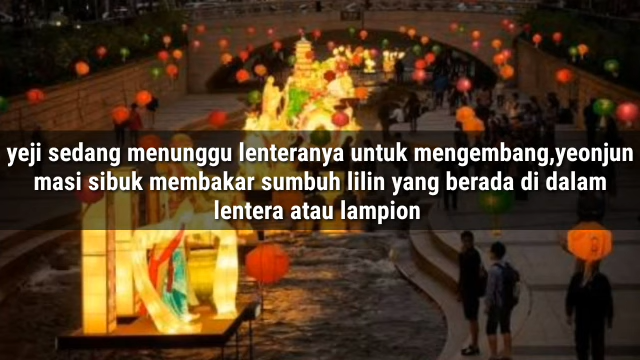 yeji sedang menunggu lenteranya untuk mengembang,yeonjun
masi sibuk membakar sumbuh lilin yang berada di dalam
lentera atau lampion